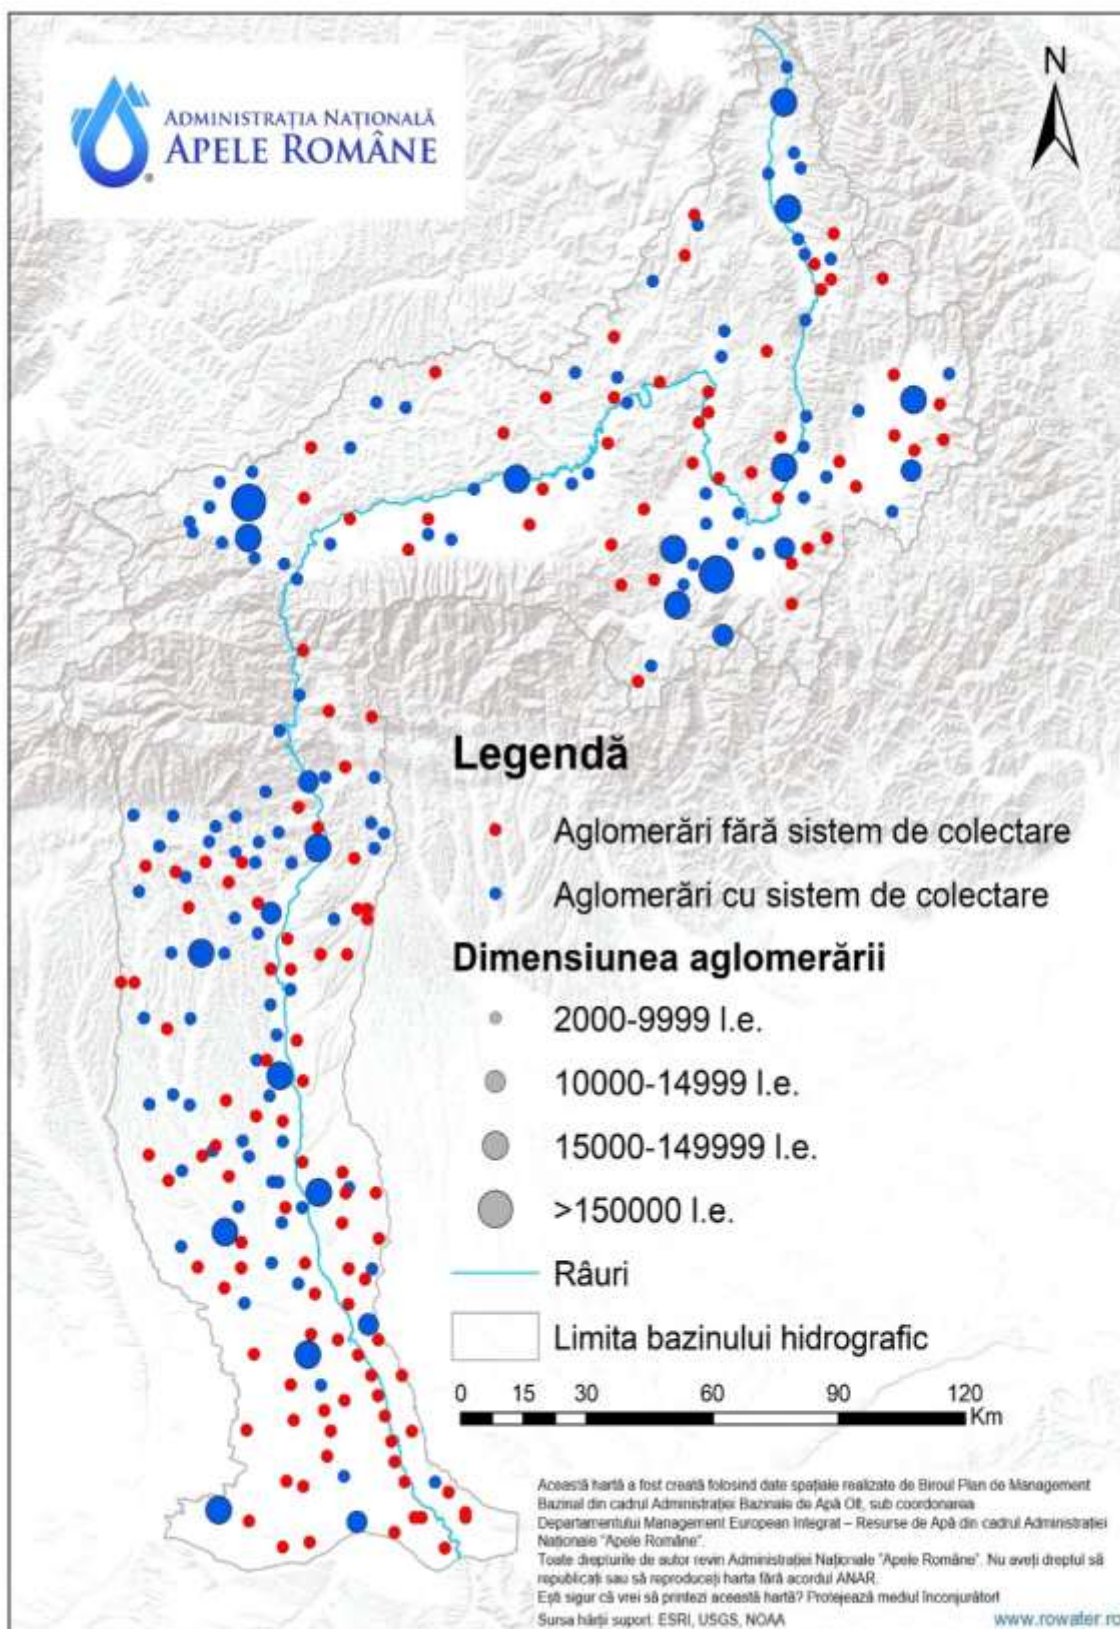 ADMINISTRAȚIA NAȚIONALĂ
APELE ROMÂNE
N
Legendă
Aglomerări fără sistem de colectare
Aglomerări cu sistem de colectare
Dimensiunea aglomerării
2000-9999 l.e.
10000-14999 l.e.
15000-149999 l.e.
>150000 l.e.
Râuri
Limita bazinului hidrografic
0 15 30 60 90 120
Km
Această hartă a fost creată folosind date spațiale realizate de Biroul Plan de Management
Bazinal din cadrul Administrației Bazinale de Apă Olt, sub coordonarea
Departamentului Management European Integrat – Resurse de Apă din cadrul Administrației
Naționale "Apele Române".
Toate drepturile de autor revin Administrației Naționale "Apele Române". Nu aveți dreptul să
republicați sau să reproduceți harta fără acordul ANAR.
Ești sigur că vrei să printezi această hartă? Protejează mediul înconjurător!
Sursa hărții suport: ESRI, USGS, NOAA
www.rowater.ro